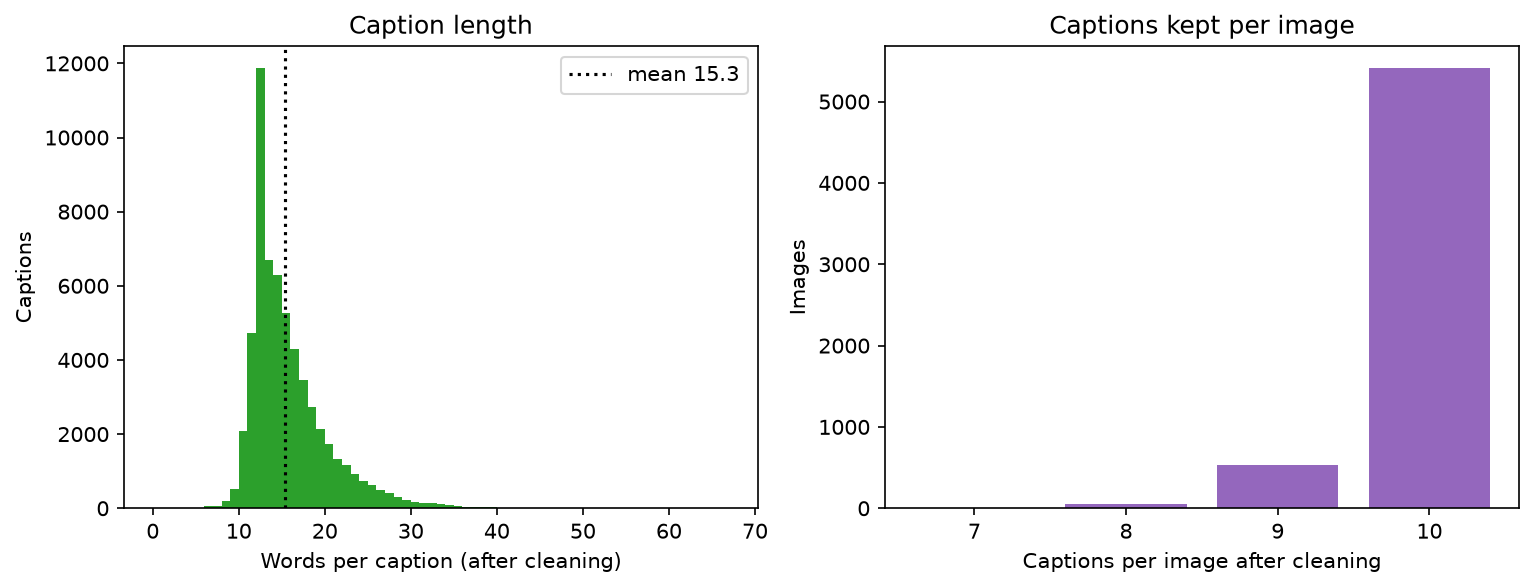 Caption length
12000
10000
8000
6000
4000
2000
0
Captions
mean 15.3
0 10 20 30 40 50 60 70
Words per caption (after cleaning)
Captions kept per image
5000
4000
3000
2000
1000
0
Images
7 8 9 10
Captions per image after cleaning